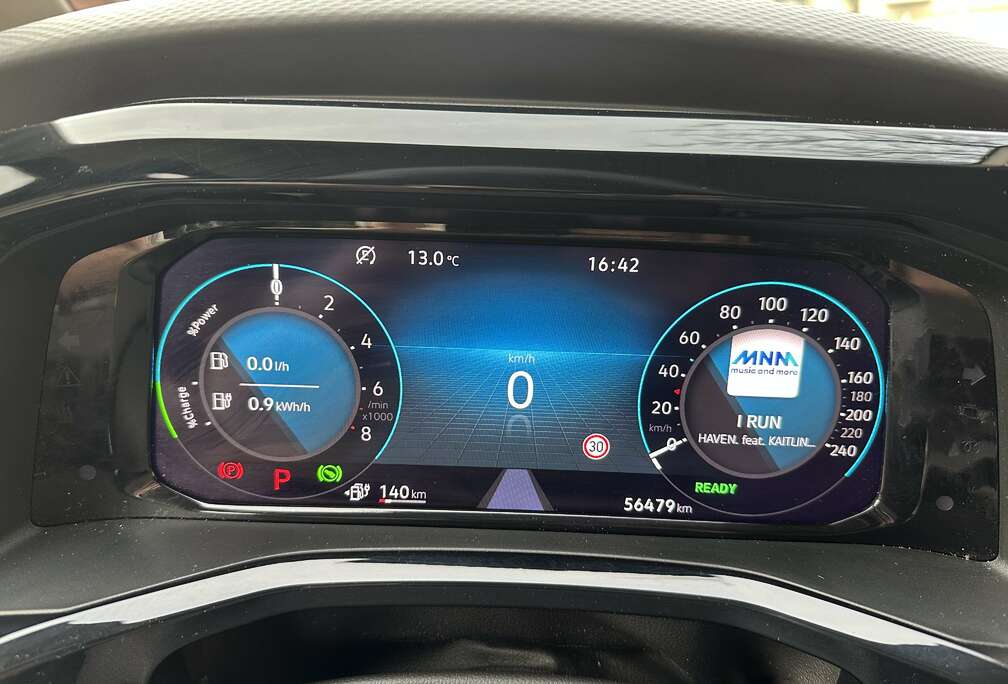 13.0 °C
16:42
%Power
%Charge
0
2
4
6
8
/min
x1000
0.0 l/h
0.9 kWh/h
P
P
140 km
km/h
0
30
56479 km
0
20
40
60
80
100
120
140
160
180
200
220
240
km/h
MNM
music and more
I RUN
HAVEN. feat. KAITLIN...
READY